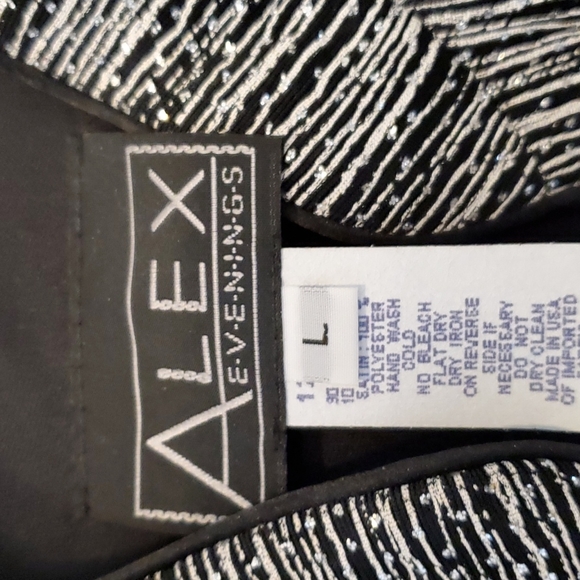 ALEX
E·V·E·N·I·N·G·S
L
POLYESTER
HAND WASH
COLD
NO BLEACH
FLAT DRY
DRY IRON
ON REVERSE
SIDE IF
NECESSARY
DO NOT
DRY CLEAN
MADE IN USA
OF IMPORTED